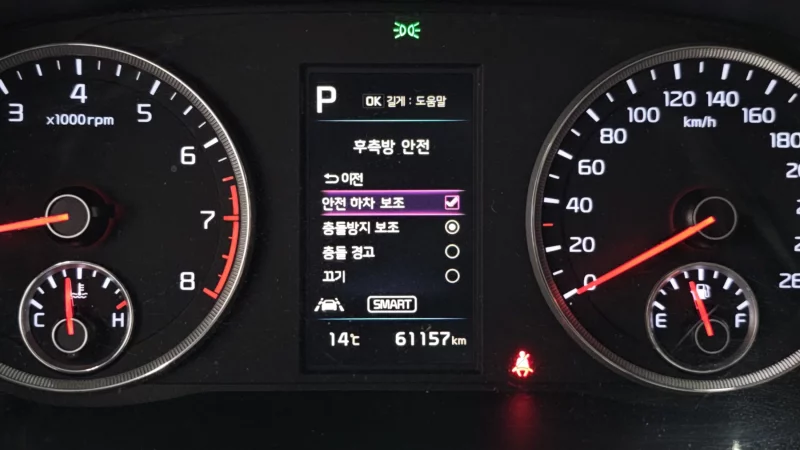 P OK 길게 : 도움말
후측방 안전
이전
안전 하차 보조
충돌방지 보조
충돌 경고
끄기
SMART
14℃ 61157km
3 4 5 6 7 8
x1000rpm
C H
0 20 40 60 80 100 120 140 160 180
km/h
E F